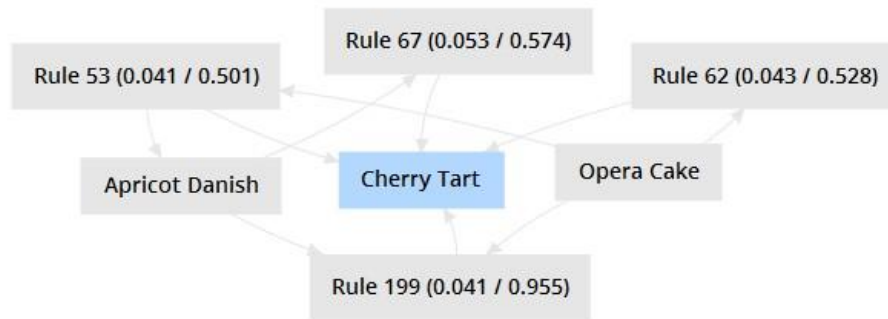 Rule 67 (0.053 / 0.574)
Rule 53 (0.041 / 0.501)
Rule 62 (0.043 / 0.528)
Apricot Danish
Cherry Tart
Opera Cake
Rule 199 (0.041 / 0.955)